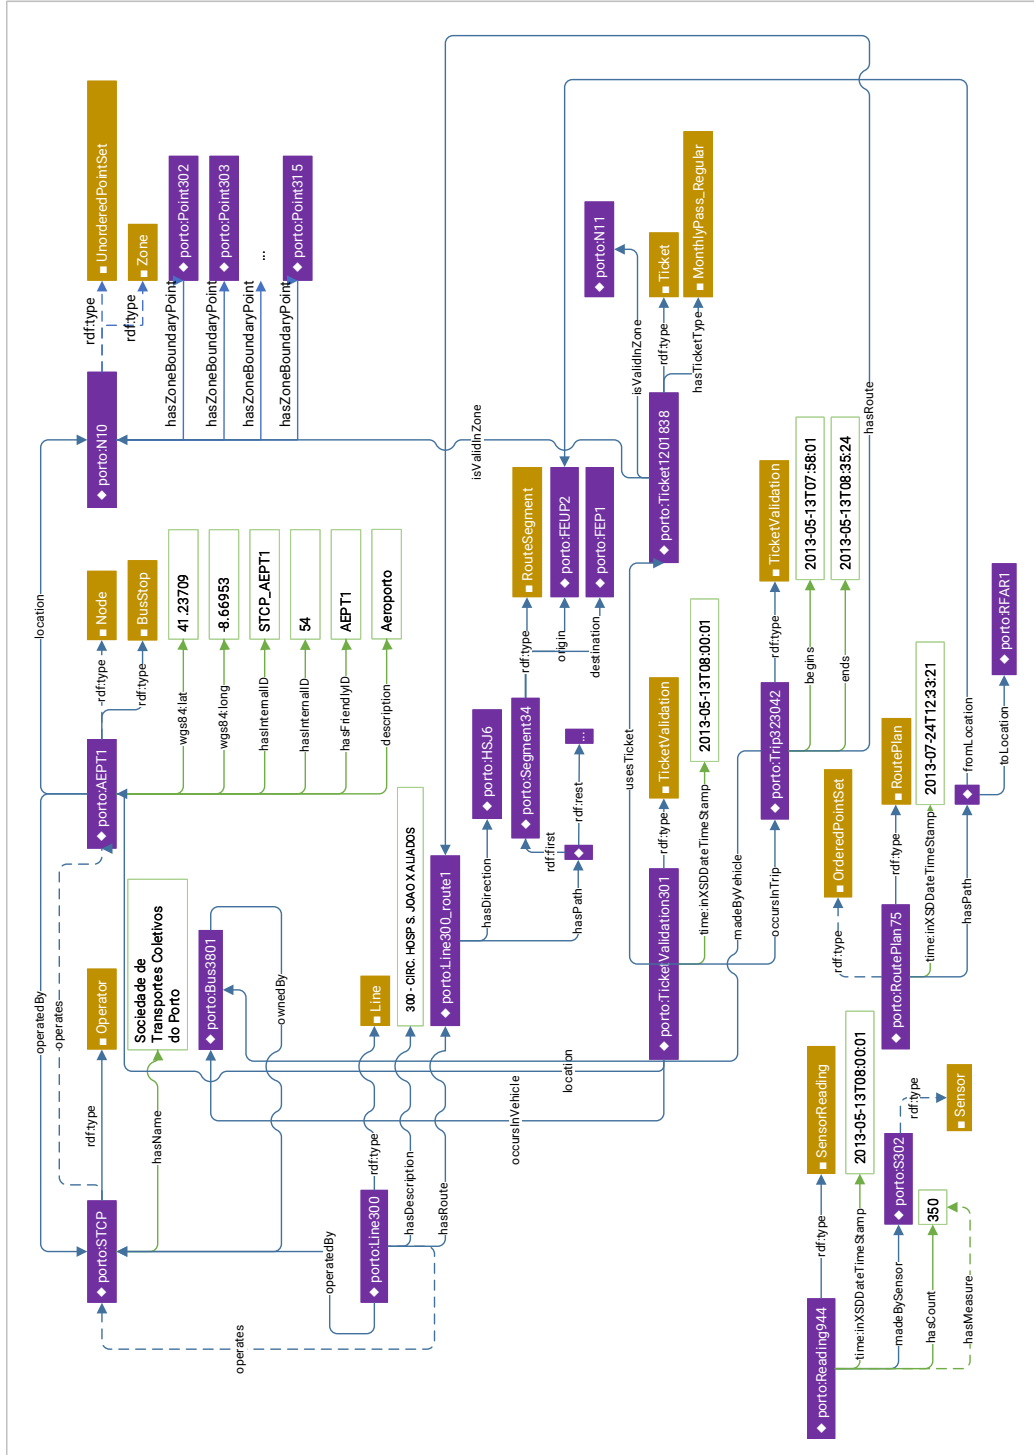 operatedBy
location
operates
◆ porto:STCP
rdf:type
■ Operator
◆ porto:AEPT1
rdf:type
■ Node
◆ porto:N10
rdf:type
■ UnorderedPointSet
hasName
Sociedade de
Transportes Coletivos
do Porto
rdf:type
■ BusStop
rdf:type
■ Zone
wgs84:lat
41.23709
hasZoneBoundaryPoint
◆ porto:Point302
wgs84:long
-8.66953
hasZoneBoundaryPoint
◆ porto:Point303
hasInternalID
STCP_AEPT1
hasZoneBoundaryPoint
...
hasInternalID
54
hasZoneBoundaryPoint
◆ porto:Point315
hasFriendlyID
AEPT1
description
Aeroporto
◆ porto:Bus3801
ownedBy
operates
operatedBy
◆ porto:Line300
rdf:type
■ Line
hasDescription
300 - CIRC. HOSP S. JOAO X ALIADOS
hasRoute
◆ porto:Line300_route1
hasDirection
◆ porto:HSJ6
isValidInZone
hasPath
rdf:first
◆ porto:Segment34
rdf:type
■ RouteSegment
◆
rdf:rest
...
origin
◆ porto:FEUP2
destination
◆ porto:FEP1
occursInVehicle
location
usesTicket
isValidInZone
◆ porto:N11
◆ porto:TicketValidation301
rdf:type
■ TicketValidation
◆ porto:Ticket1201838
rdf:type
■ Ticket
time:inXSDDateTimeStamp
2013-05-13T08:00:01
hasTicketType
■ MonthlyPass_Regular
madeByVehicle
occursInTrip
◆ porto:Trip323042
rdf:type
■ TicketValidation
begins
2013-05-13T07:58:01
ends
2013-05-13T08:35:24
hasRoute
◆ porto:Reading944
rdf:type
■ SensorReading
rdf:type
■ OrderedPointSet
time:inXSDDateTimeStamp
2013-05-13T08:00:01
◆ porto:RoutePlan75
rdf:type
■ RoutePlan
madeBySensor
◆ porto:S302
rdf:type
■ Sensor
time:inXSDDateTimeStamp
2013-07-24T12:33:21
hasCount
350
hasMeasure
hasPath
◆
fromLocation
toLocation
◆ porto:RFAR1